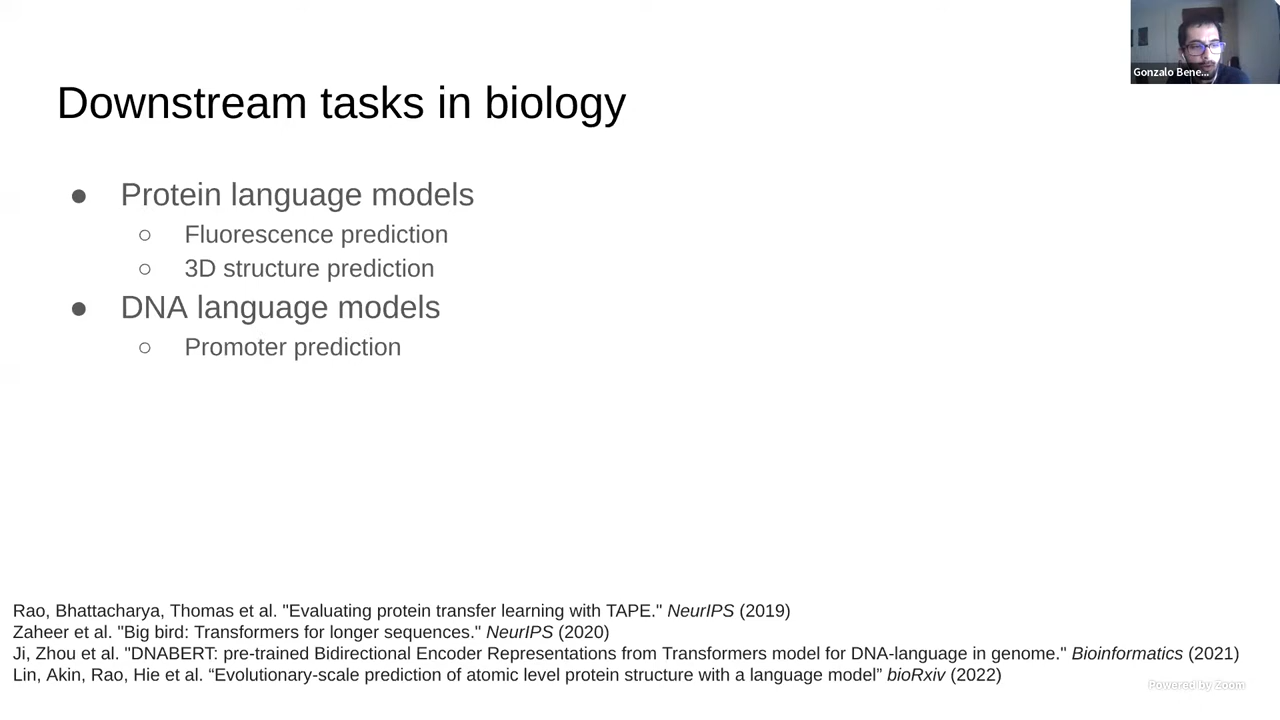 Gonzalo Bene...
Downstream tasks in biology
● Protein language models
○ Fluorescence prediction
○ 3D structure prediction
● DNA language models
○ Promoter prediction
Rao, Bhattacharya, Thomas et al. "Evaluating protein transfer learning with TAPE." NeurIPS (2019)
Zaheer et al. "Big bird: Transformers for longer sequences." NeurIPS (2020)
Ji, Zhou et al. "DNABERT: pre-trained Bidirectional Encoder Representations from Transformers model for DNA-language in genome." Bioinformatics (2021)
Lin, Akin, Rao, Hie et al. “Evolutionary-scale prediction of atomic level protein structure with a language model” bioRxiv (2022)
Powered by Zoom